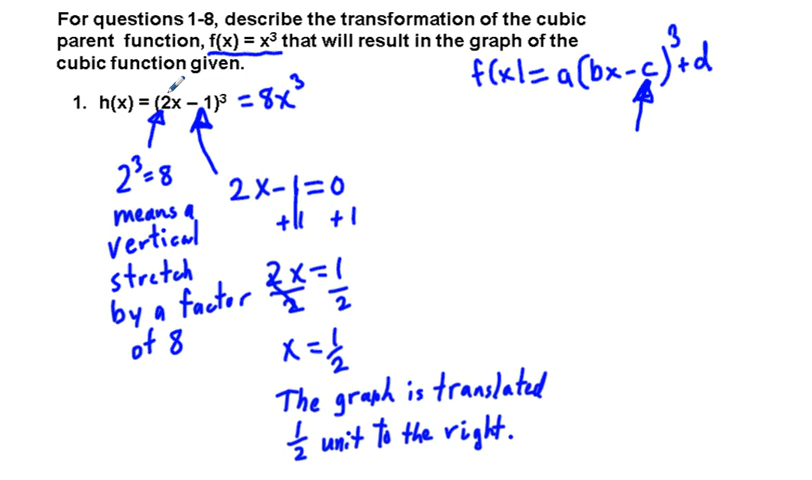 For questions 1-8, describe the transformation of the cubic
parent function, f(x) = x³ that will result in the graph of the
cubic function given.
f(x) = a(bx-c)³+d
1. h(x) = (2x – 1)³ = 8x³
2³=8
means a
vertical
stretch
by a factor
of 8
2x-1=0
+1 +1
2x=1
2 2
x=1/2
The graph is translated
1/2 unit to the right.